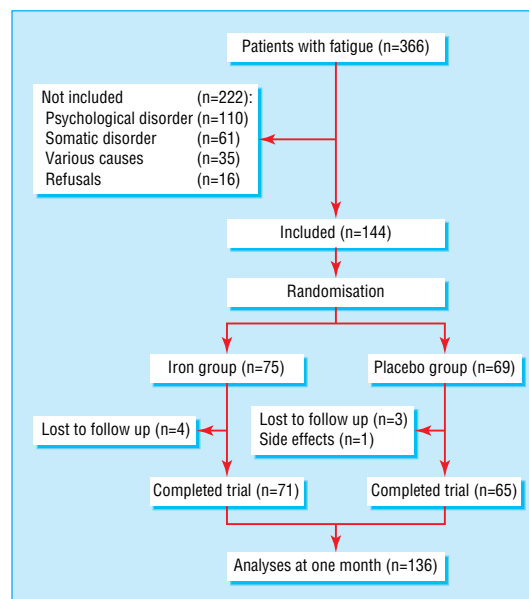 Patients with fatigue (n=366)
Not included (n=222):
Psychological disorder (n=110)
Somatic disorder (n=61)
Various causes (n=35)
Refusals (n=16)
Included (n=144)
Randomisation
Iron group (n=75)
Placebo group (n=69)
Lost to follow up (n=4)
Lost to follow up (n=3)
Side effects (n=1)
Completed trial (n=71)
Completed trial (n=65)
Analyses at one month (n=136)